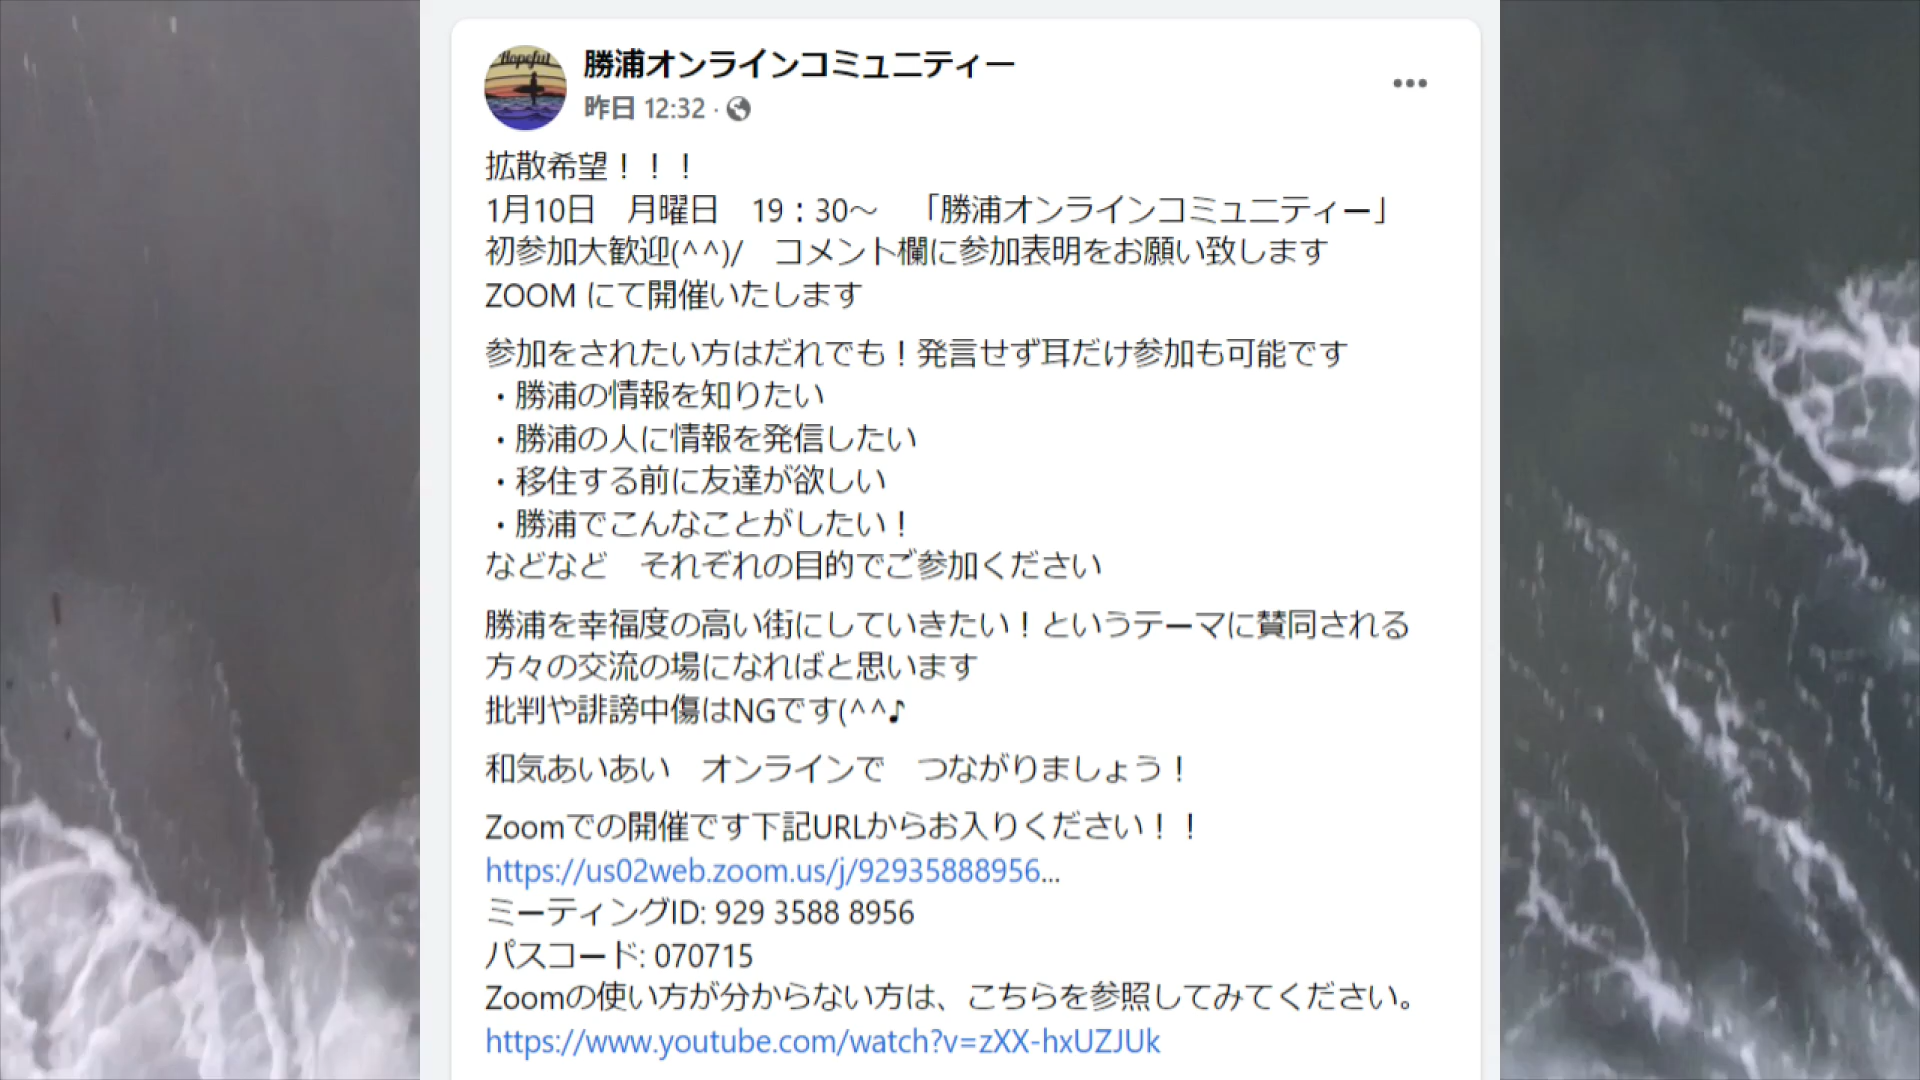 Hopeful
勝浦オンラインコミュニティー
昨日 12:32 ·
拡散希望！！！
1月10日　月曜日　19：30～　「勝浦オンラインコミュニティー」
初参加大歓迎(^^)/　コメント欄に参加表明をお願い致します
ZOOM にて開催いたします
参加をされたい方はだれでも！発言せず耳だけ参加も可能です
・勝浦の情報を知りたい
・勝浦の人に情報を発信したい
・移住する前に友達が欲しい
・勝浦でこんなことがしたい！
などなど　それぞれの目的でご参加ください
勝浦を幸福度の高い街にしていきたい！というテーマに賛同される
方々の交流の場になればと思います
批判や誹謗中傷はNGです(^^♪
和気あいあい　オンラインで　つながりましょう！
Zoomでの開催です下記URLからお入りください！！
https://us02web.zoom.us/j/92935888956...
ミーティングID: 929 3588 8956
パスコード: 070715
Zoomの使い方が分からない方は、こちらを参照してみてください。
https://www.youtube.com/watch?v=zXX-hxUZJUk